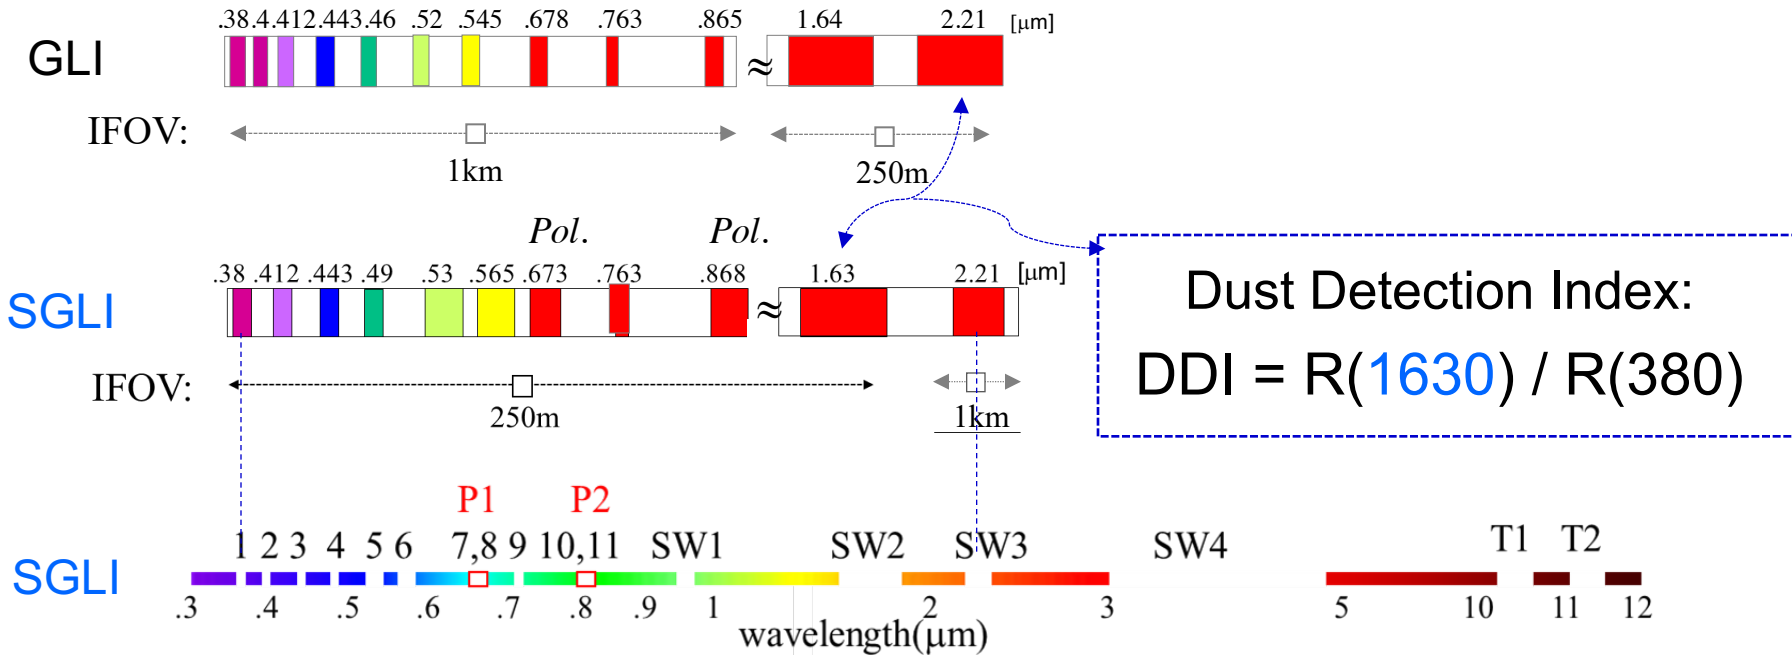 .38 .4 .412 .443 .46 .52 .545 .678 .763 .865 1.64 2.21 [μm]
GLI
≈
IFOV:
1km 250m
Pol. Pol.
.38 .412 .443 .49 .53 .565 .673 .763 .868 1.63 2.21 [μm]
SGLI
≈
IFOV:
250m 1km
Dust Detection Index:
DDI = R(1630) / R(380)
P1 P2
1 2 3 4 5 6 7,8 9 10,11 SW1 SW2 SW3 SW4 T1 T2
SGLI
.3 .4 .5 .6 .7 .8 .9 1 2 3 5 10 11 12
wavelength(μm)